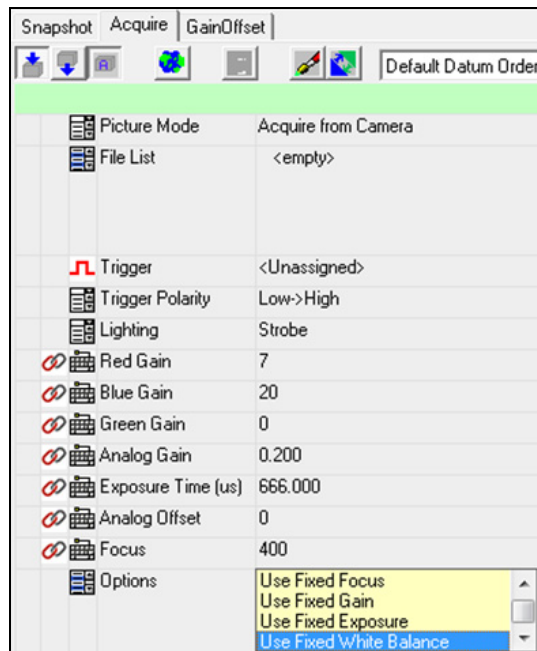 Snapshot Acquire GainOffset
A Default Datum Order
Picture Mode Acquire from Camera
File List <empty>
Trigger <Unassigned>
Trigger Polarity Low->High
Lighting Strobe
Red Gain 7
Blue Gain 20
Green Gain 0
Analog Gain 0.200
Exposure Time (us) 666.000
Analog Offset 0
Focus 400
Options Use Fixed Focus
Use Fixed Gain
Use Fixed Exposure
Use Fixed White Balance